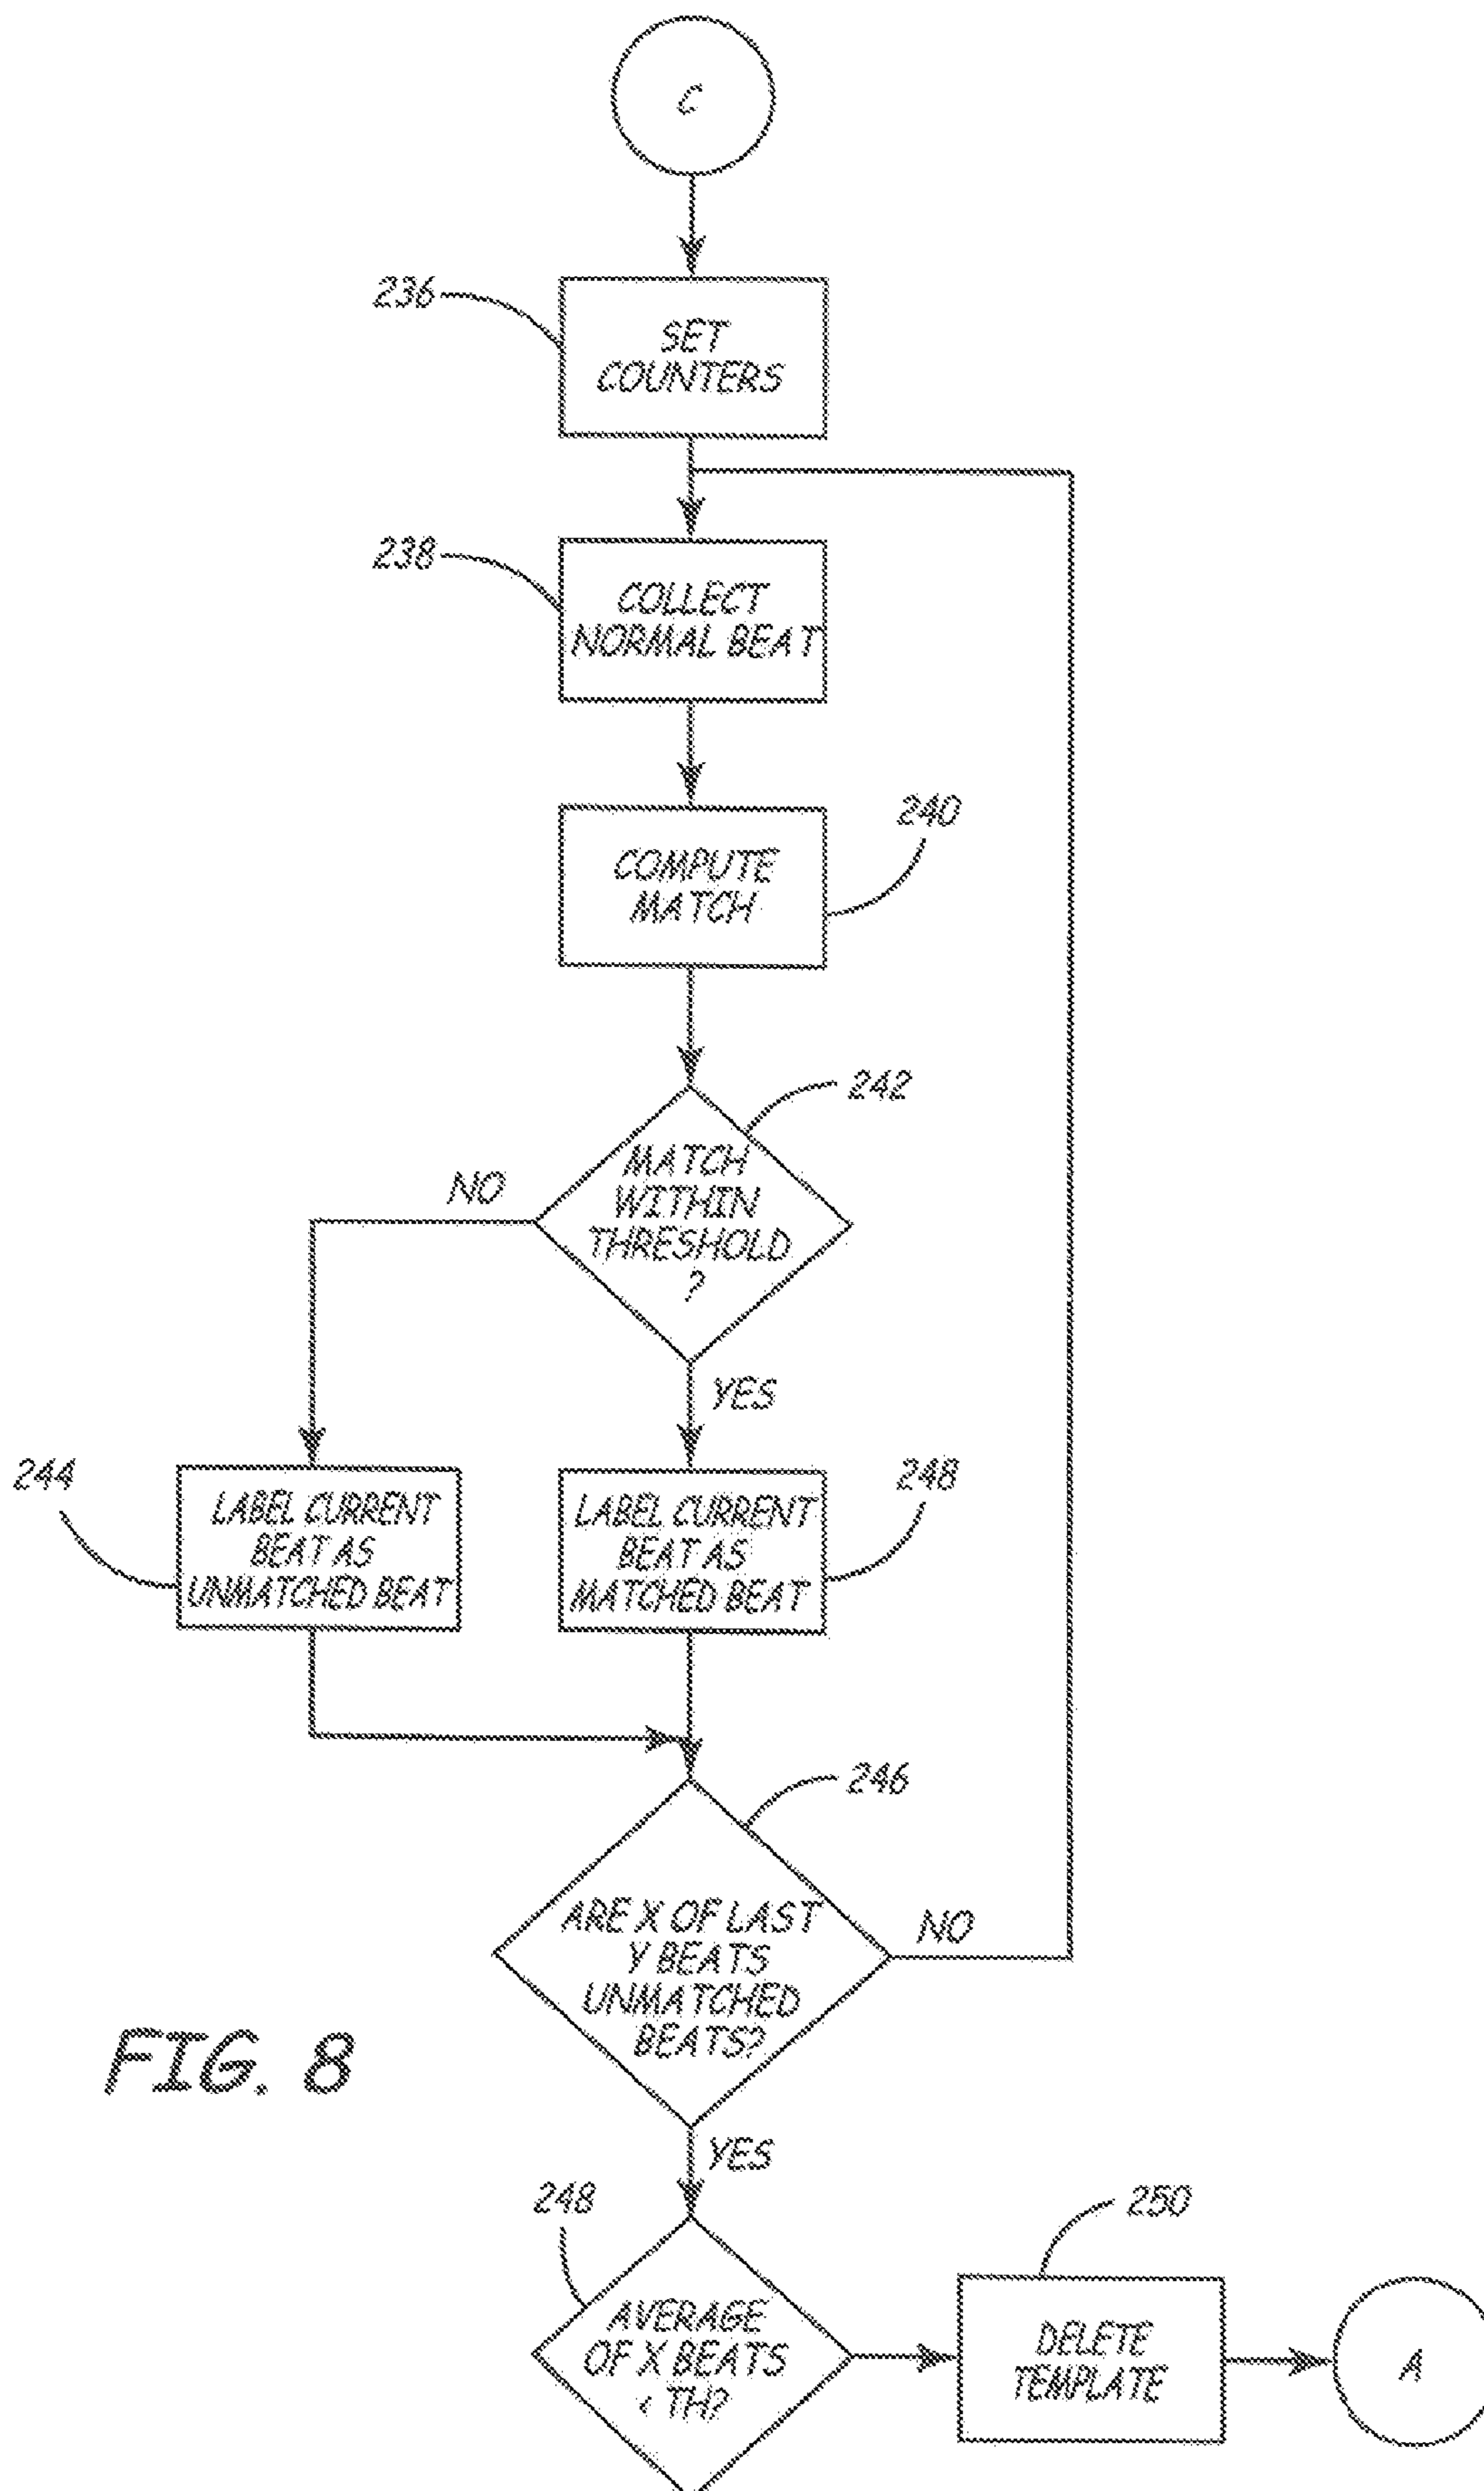 C
236
SET
COUNTERS
238
COLLECT
NORMAL BEAT
240
COMPUTE
MATCH
242
MATCH
WITHIN
THRESHOLD
?
NO
YES
244
LABEL CURRENT
BEAT AS
UNMATCHED BEAT
LABEL CURRENT
BEAT AS
MATCHED BEAT
248
246
ARE X OF LAST
Y BEATS
UNMATCHED
BEATS?
NO
FIG. 8
YES
248
AVERAGE
OF X BEATS
< TH?
250
DELETE
TEMPLATE
A